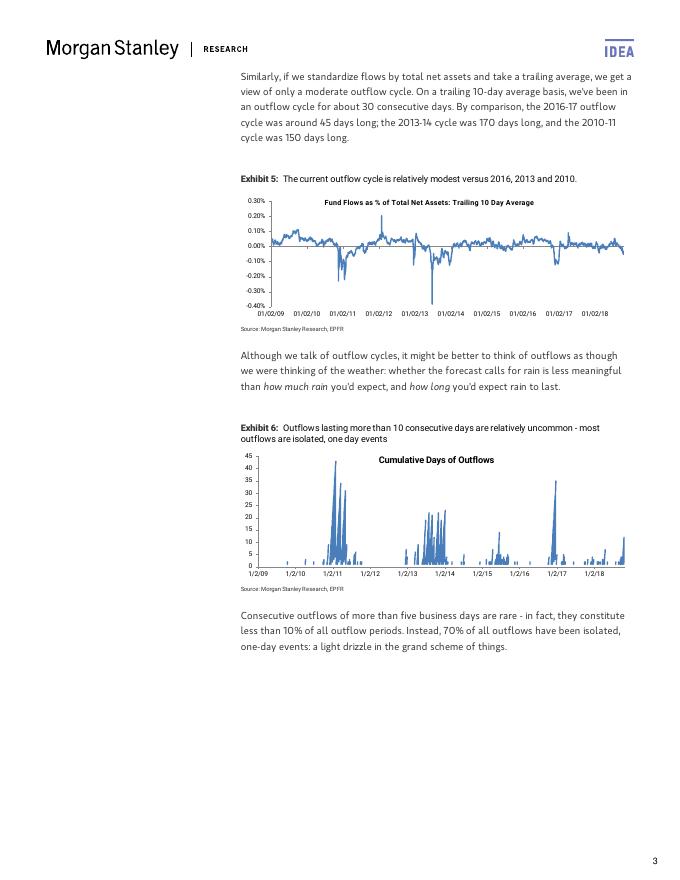 Morgan Stanley | RESEARCH
IDEA
Similarly, if we standardize flows by total net assets and take a trailing average, we get a
view of only a moderate outflow cycle. On a trailing 10-day average basis, we've been in
an outflow cycle for about 30 consecutive days. By comparison, the 2016-17 outflow
cycle was around 45 days long; the 2013-14 cycle was 170 days long, and the 2010-11
cycle was 150 days long.
Exhibit 5: The current outflow cycle is relatively modest versus 2016, 2013 and 2010.
Fund Flows as % of Total Net Assets: Trailing 10 Day Average
0.30%
0.20%
0.10%
0.00%
-0.10%
-0.20%
-0.30%
-0.40%
01/02/09 01/02/10 01/02/11 01/02/12 01/02/13 01/02/14 01/02/15 01/02/16 01/02/17 01/02/18
Source: Morgan Stanley Research, EPFR
Although we talk of outflow cycles, it might be better to think of outflows as though
we were thinking of the weather: whether the forecast calls for rain is less meaningful
than how much rain you'd expect, and how long you'd expect rain to last.
Exhibit 6: Outflows lasting more than 10 consecutive days are relatively uncommon - most
outflows are isolated, one day events
Cumulative Days of Outflows
45
40
35
30
25
20
15
10
5
0
1/2/09 1/2/10 1/2/11 1/2/12 1/2/13 1/2/14 1/2/15 1/2/16 1/2/17 1/2/18
Source: Morgan Stanley Research, EPFR
Consecutive outflows of more than five business days are rare - in fact, they constitute
less than 10% of all outflow periods. Instead, 70% of all outflows have been isolated,
one-day events: a light drizzle in the grand scheme of things.
3